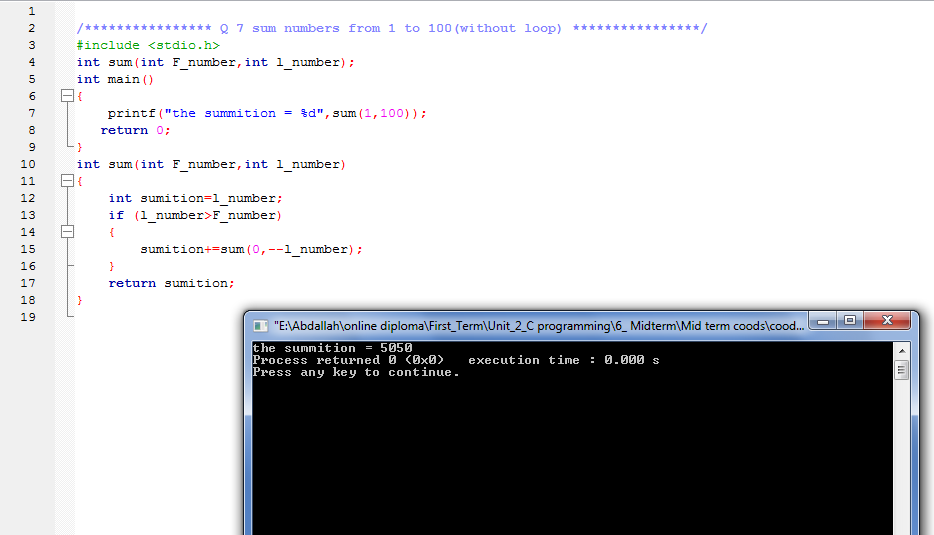 1
2 /**************** Q 7 sum numbers from 1 to 100(without loop) ****************/
3 #include <stdio.h>
4 int sum(int F_number,int l_number);
5 int main()
6 {
7 printf("the summition = %d",sum(1,100));
8 return 0;
9 }
10 int sum(int F_number,int l_number)
11 {
12 int sumition=l_number;
13 if (l_number>F_number)
14 {
15 sumition+=sum(0,--l_number);
16 }
17 return sumition;
18 }
19
"E:\Abdallah\online diploma\First_Term\Unit_2_C programming\6_ Midterm\Mid term coods\cood...
the summition = 5050
Process returned 0 (0x0)   execution time : 0.000 s
Press any key to continue.